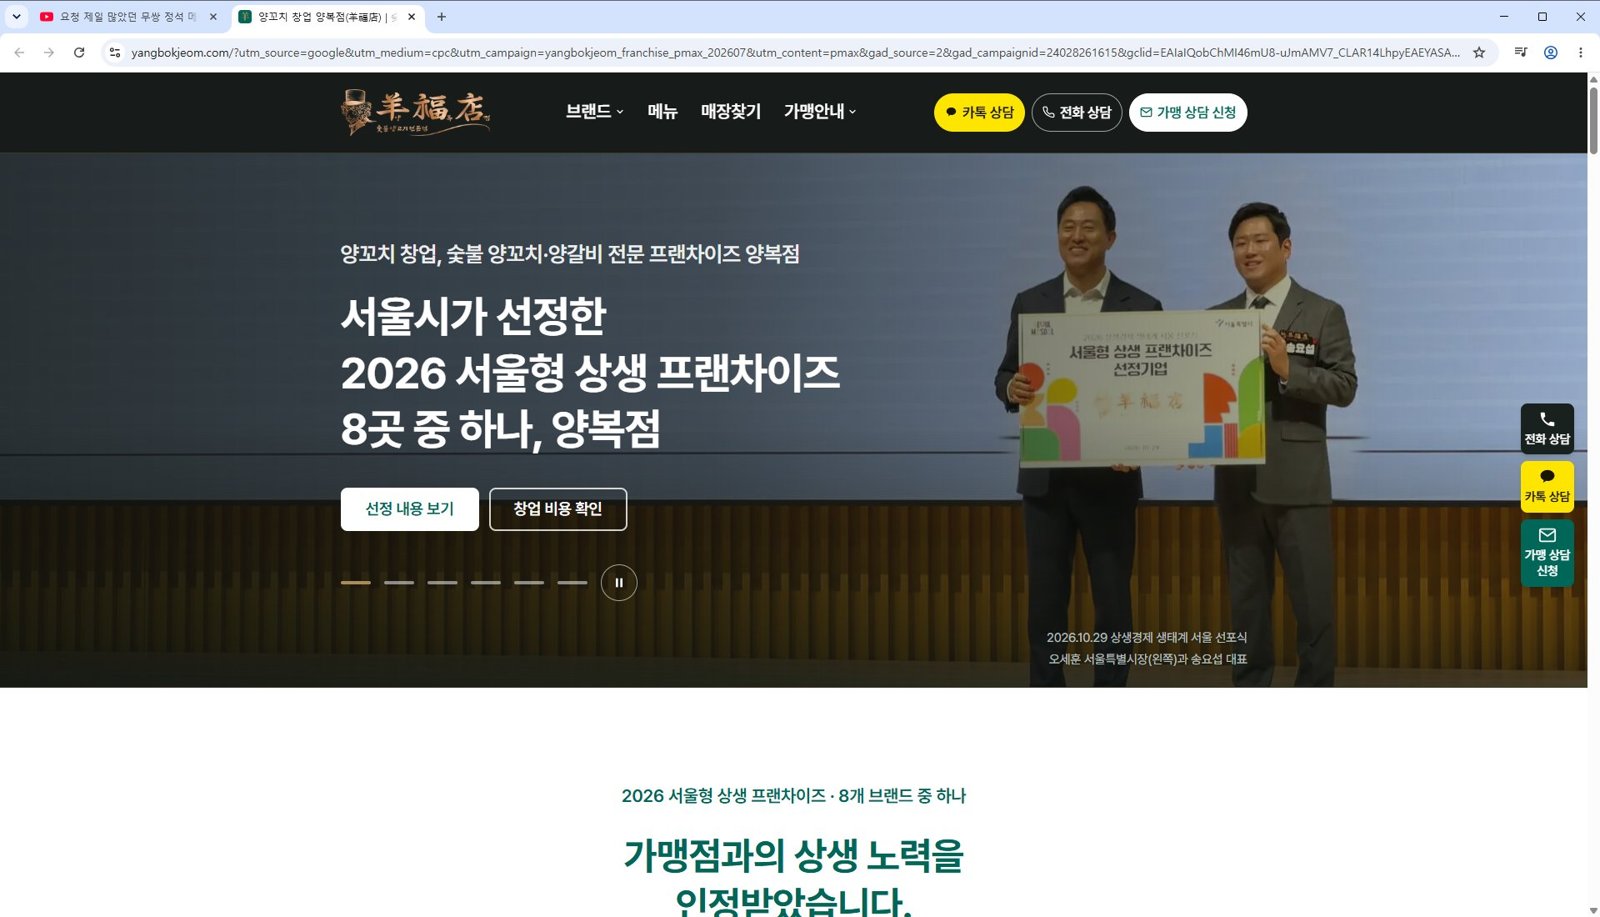 요청 제일 많았던 무쌍 정석 메
양꼬치 창업 양복점(羊福店) |
yangbokjeom.com/?utm_source=google&utm_medium=cpc&utm_campaign=yangbokjeom_franchise_pmax_202607&utm_content=pmax&gad_source=2&gad_campaignid=24028261615&gclid=EAIaIQobChMI46mU8-uJmAMV7_CLAR14LhpyEAEYASA...
羊福店
브랜드
메뉴
매장찾기
가맹안내
카톡 상담
전화 상담
가맹 상담 신청
양꼬치 창업, 숯불 양꼬치·양갈비 전문 프랜차이즈 양복점
서울시가 선정한
2026 서울형 상생 프랜차이즈
8곳 중 하나, 양복점
선정 내용 보기
창업 비용 확인
서울특별시
서울형 상생 프랜차이즈
선정기업
羊福店
송요섭
전화 상담
카톡 상담
가맹 상담
신청
2026.10.29 상생경제 생태계 서울 선포식
오세훈 서울특별시장(왼쪽)과 송요섭 대표
2026 서울형 상생 프랜차이즈 · 8개 브랜드 중 하나
가맹점과의 상생 노력을
인정받았습니다.